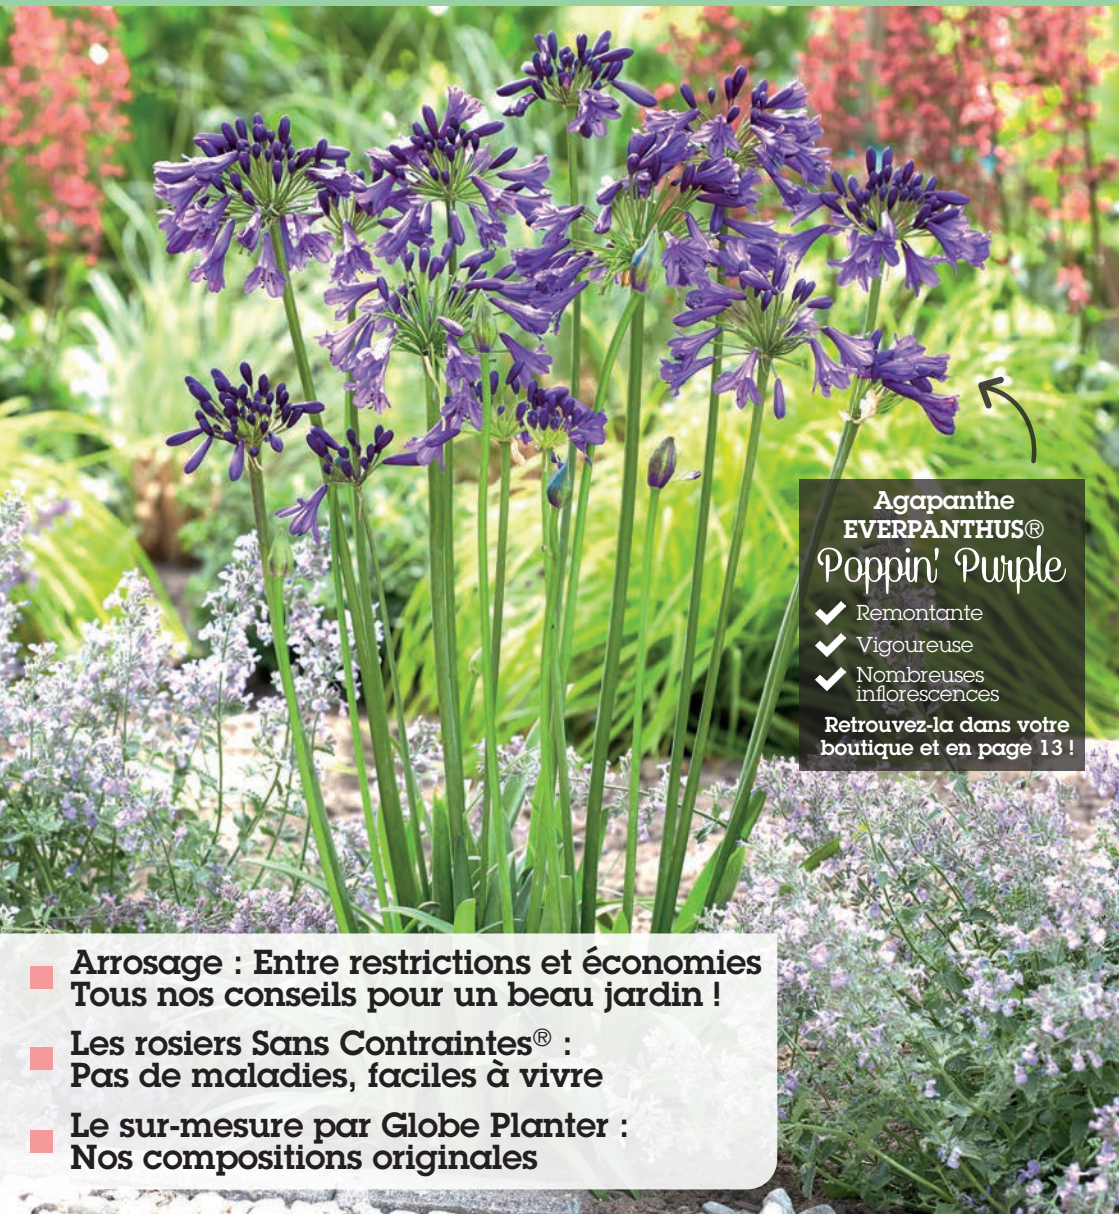 Agapanthe
EVERPANTHUS®
Poppin' Purple
Remontante
Vigoureuse
Nombreuses
inflorescences
Retrouvez-la dans votre
boutique et en page 13 !
Arrosage : Entre restrictions et économies
Tous nos conseils pour un beau jardin !
Les rosiers Sans Contraintes® :
Pas de maladies, faciles à vivre
Le sur-mesure par Globe Planter :
Nos compositions originales